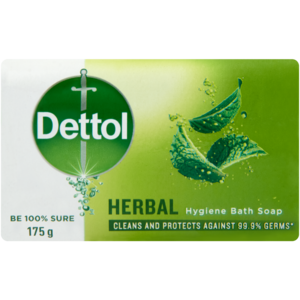 Dettol
BE 100% SURE
175 g
HERBAL Hygiene Bath Soap
CLEANS AND PROTECTS AGAINST 99.9% GERMS*